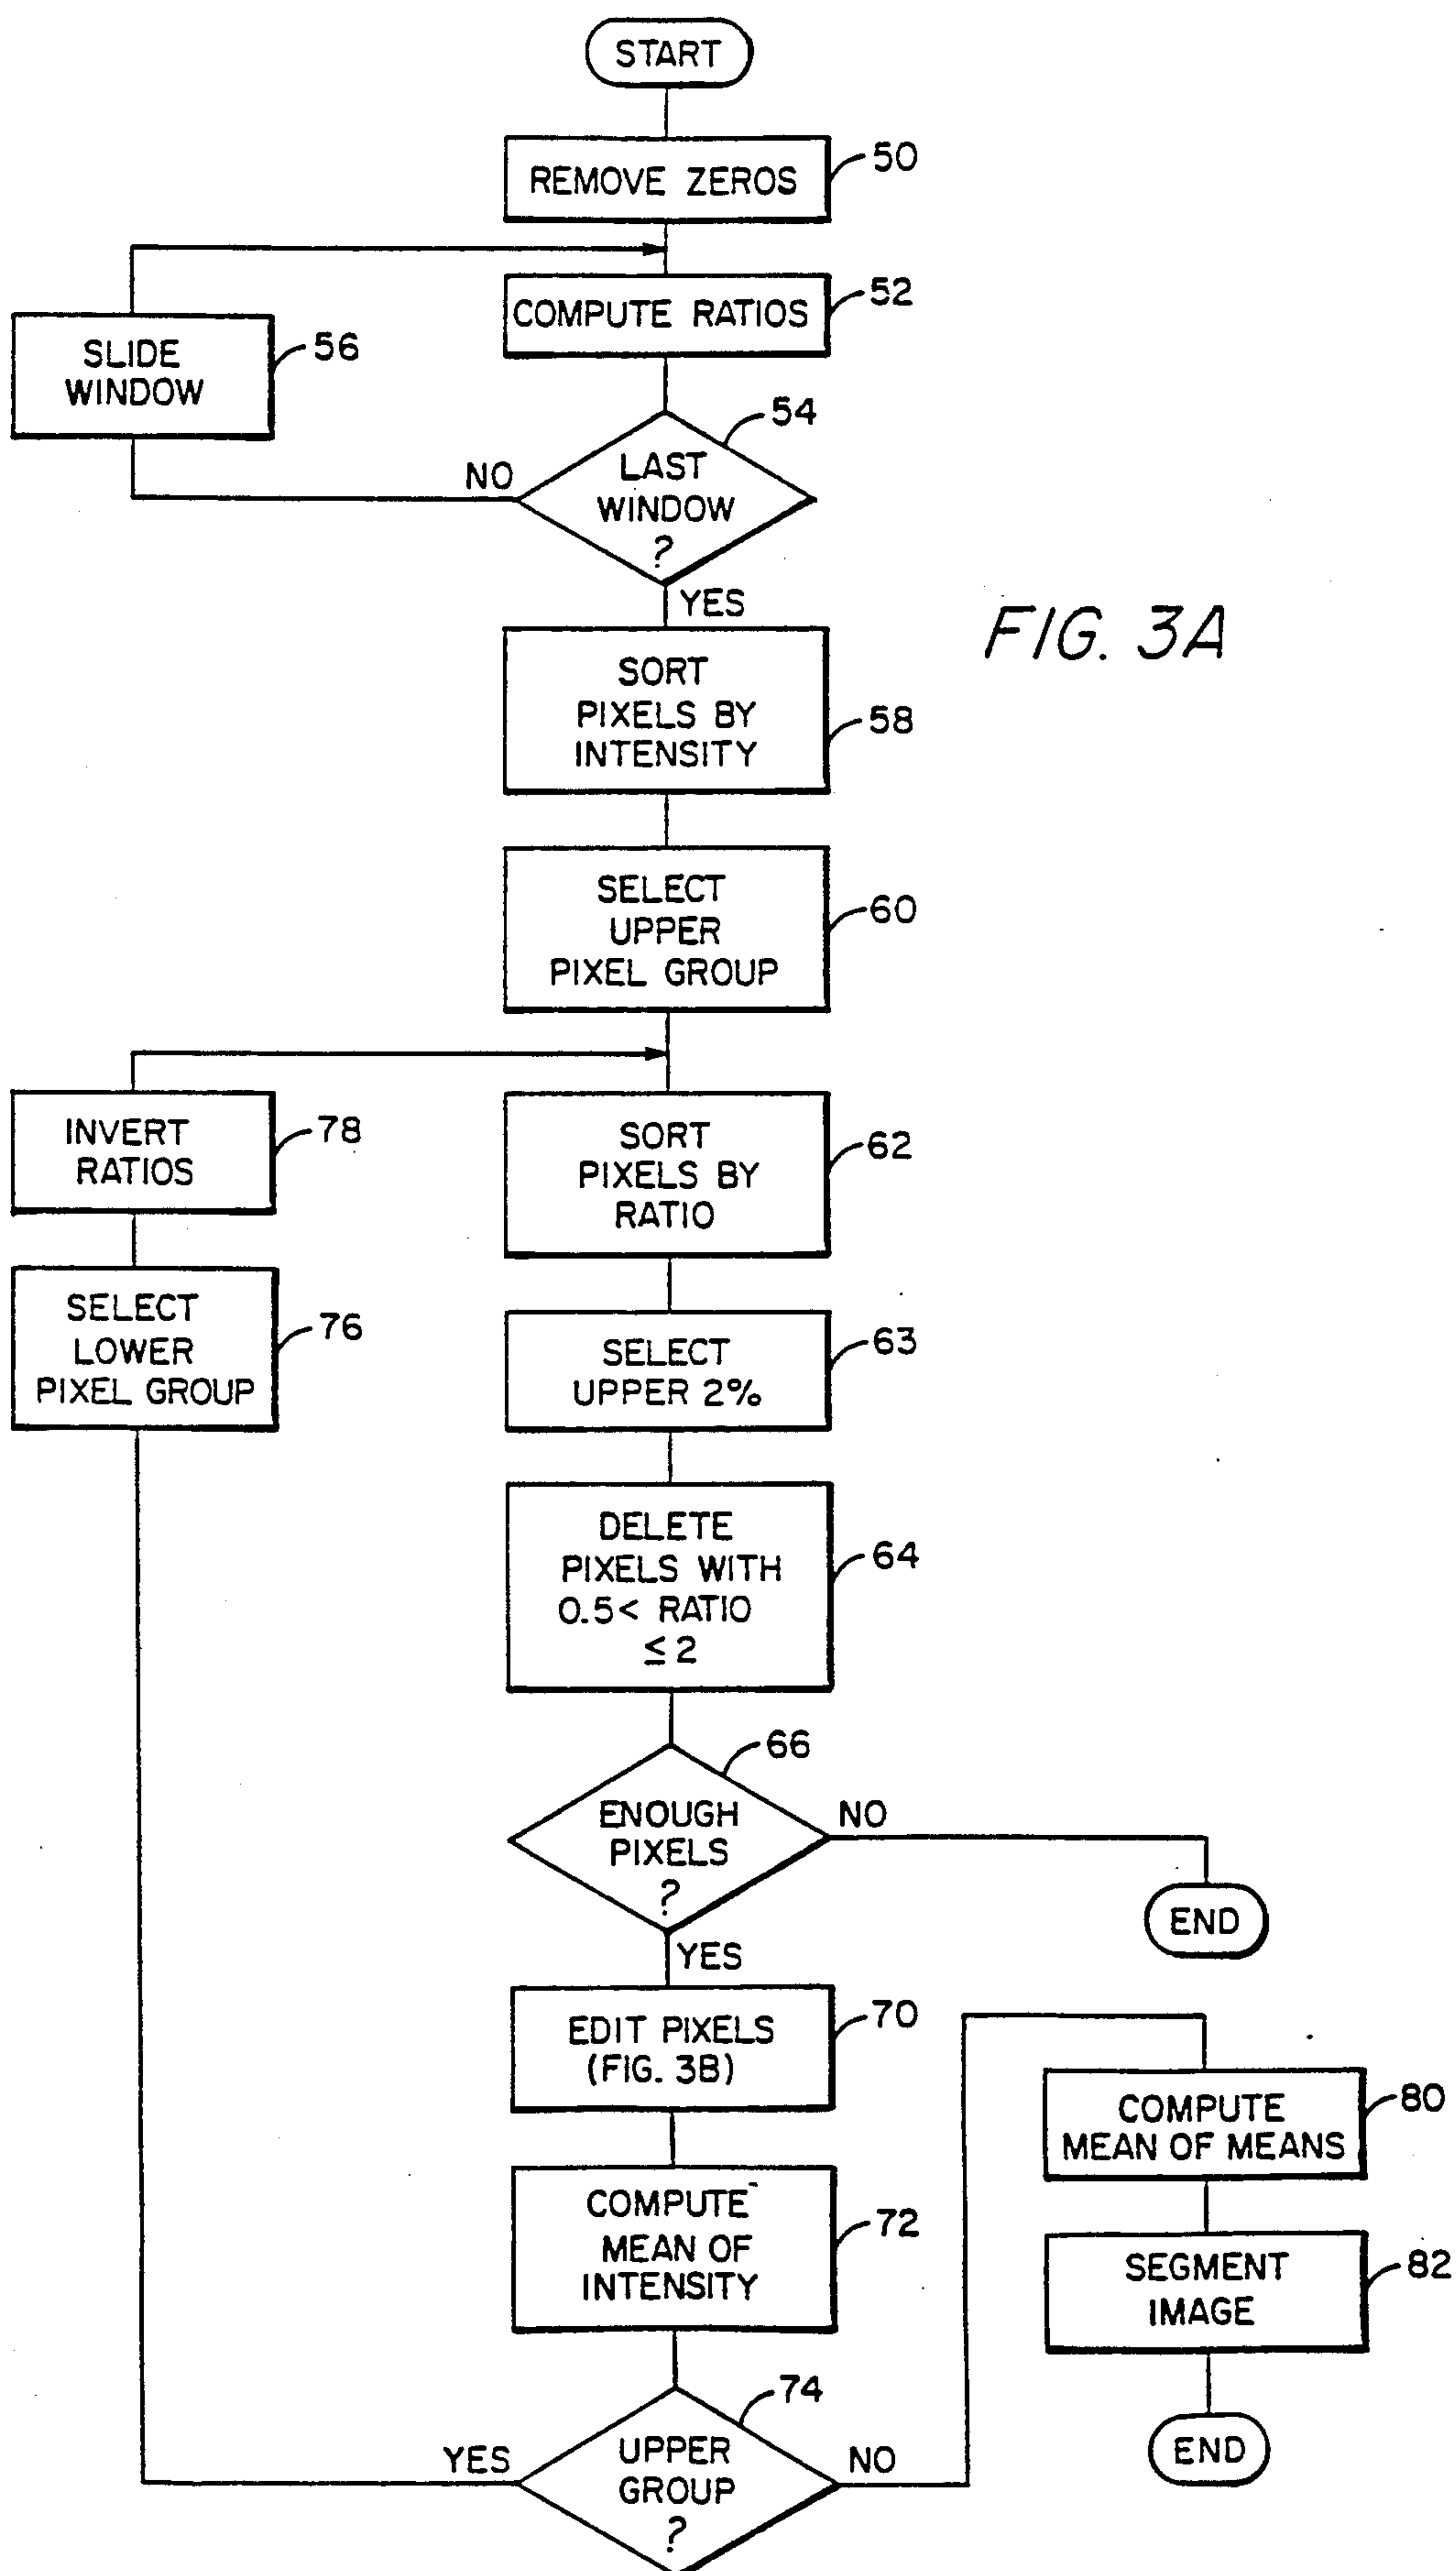 START
REMOVE ZEROS
50
COMPUTE RATIOS
52
SLIDE
WINDOW
56
54
LAST
WINDOW
?
NO
YES
SORT
PIXELS BY
INTENSITY
58
FIG. 3A
SELECT
UPPER
PIXEL GROUP
60
INVERT
RATIOS
78
SORT
PIXELS BY
RATIO
62
SELECT
LOWER
PIXEL GROUP
76
SELECT
UPPER 2%
63
DELETE
PIXELS WITH
0.5< RATIO
≤ 2
64
66
ENOUGH
PIXELS
?
NO
END
YES
EDIT PIXELS
(FIG. 3B)
70
COMPUTE
MEAN OF MEANS
80
COMPUTE
MEAN OF
INTENSITY
72
SEGMENT
IMAGE
82
74
UPPER
GROUP
?
YES
NO
END